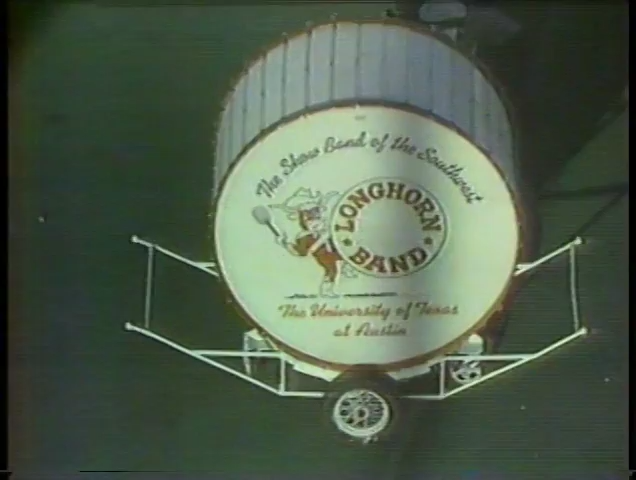 The Show Band of the Southwest
LONGHORN
BAND
The University of Texas
at Austin